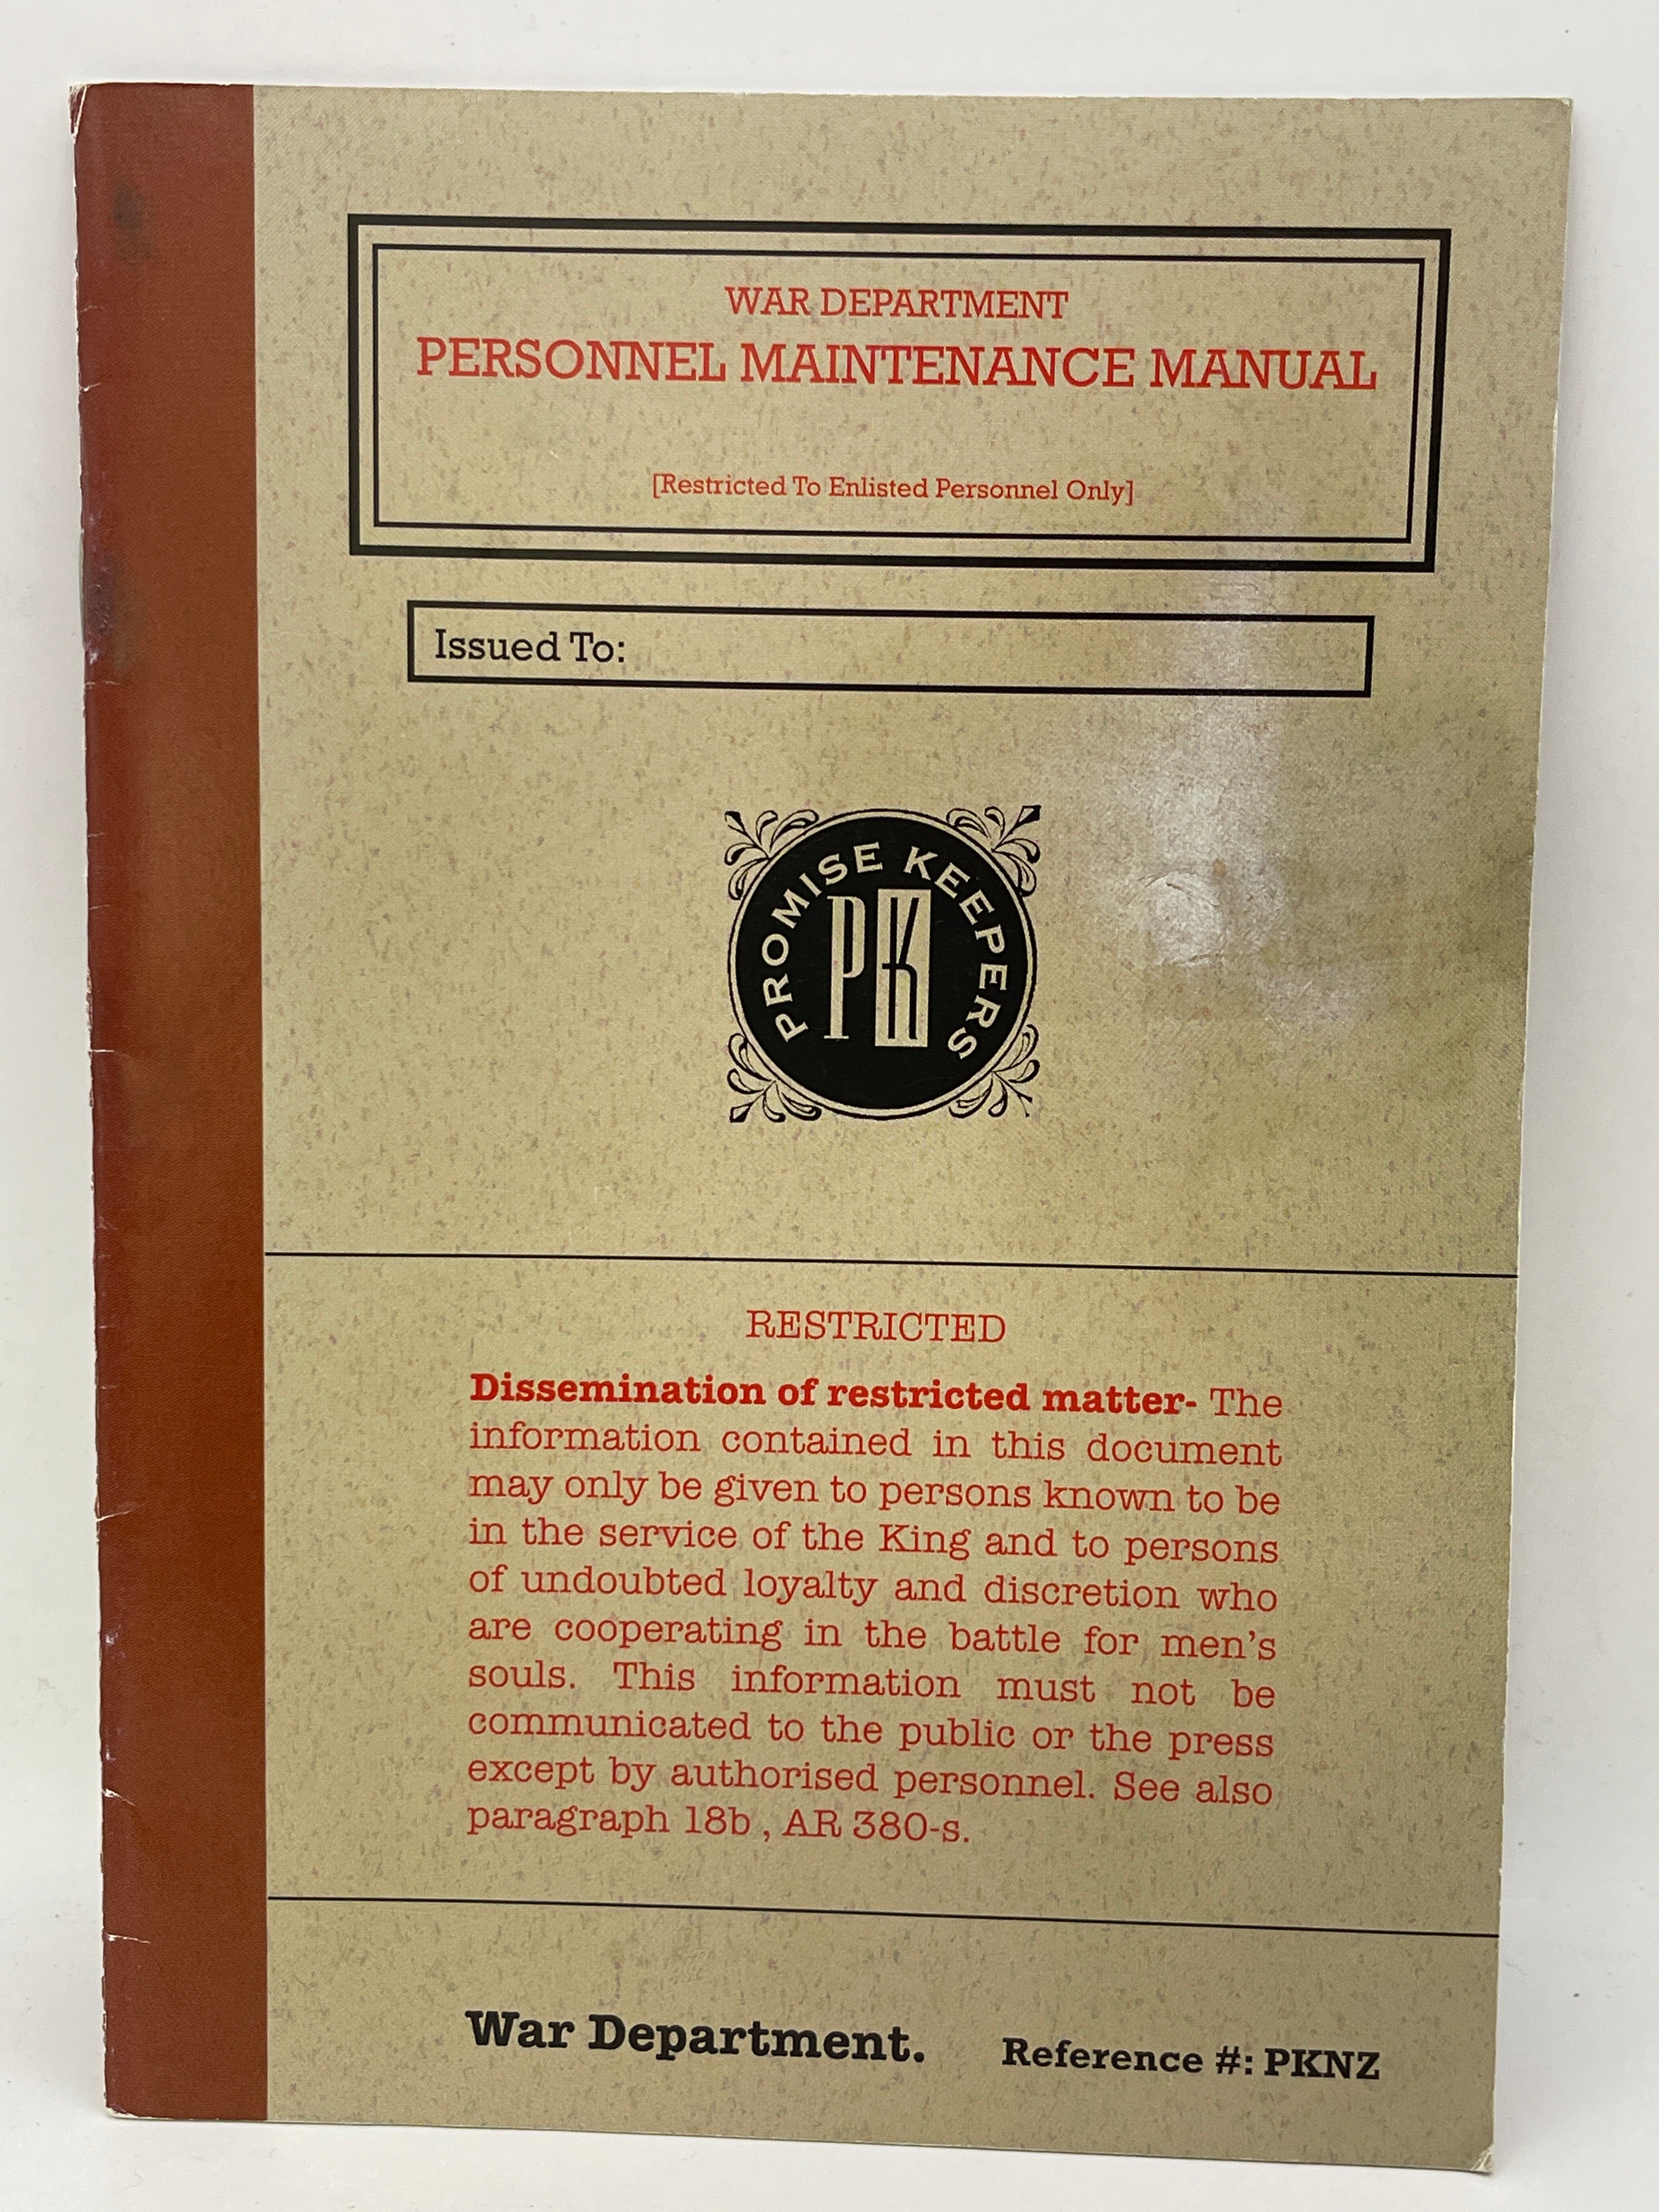 WAR DEPARTMENT
PERSONNEL MAINTENANCE MANUAL
[Restricted To Enlisted Personnel Only]
Issued To:
PROMISE KEEPERS
PK
RESTRICTED
Dissemination of restricted matter- The
information contained in this document
may only be given to persons known to be
in the service of the King and to persons
of undoubted loyalty and discretion who
are cooperating in the battle for men's
souls. This information must not be
communicated to the public or the press
except by authorised personnel. See also
paragraph 18b , AR 380-s.
War Department. Reference #: PKNZ